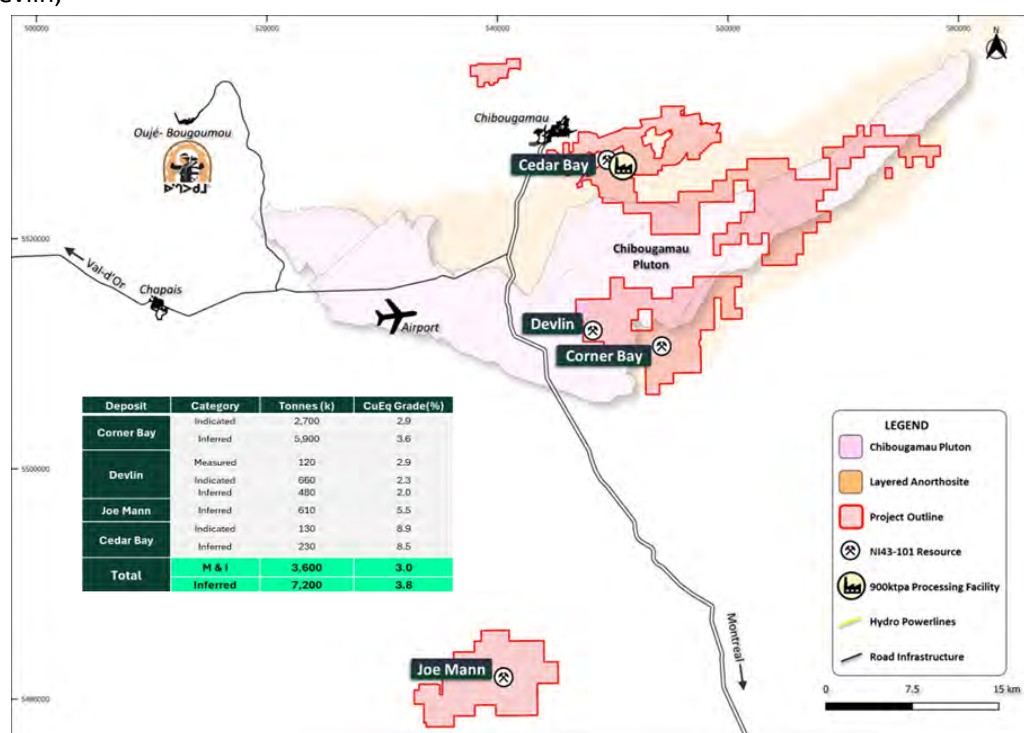 evlin,
500000
520000
540000
560000
580000
N
Oujé- Bougoumou
Chibougamau
Cedar Bay
5520000
Val-d'Or
Chapais
Airport
Chibougamau
Pluton
Devlin
Corner Bay
Deposit Category Tonnes (k) CuEq Grade(%)
Corner Bay
Indicated 2,700 2.9
Inferred 5,900 3.6
Devlin
Measured 120 2.9
Indicated 660 2.3
Inferred 480 2.0
Joe Mann Inferred 610 5.5
Cedar Bay
Indicated 130 8.9
Inferred 230 8.5
Total
M & I 3,600 3.0
Inferred 7,200 3.8
5500000
LEGEND
Chibougamau Pluton
Layered Anorthosite
Project Outline
NI43-101 Resource
900ktpa Processing Facility
Hydro Powerlines
Road Infrastructure
0 7.5 15 km
Montreal
Joe Mann